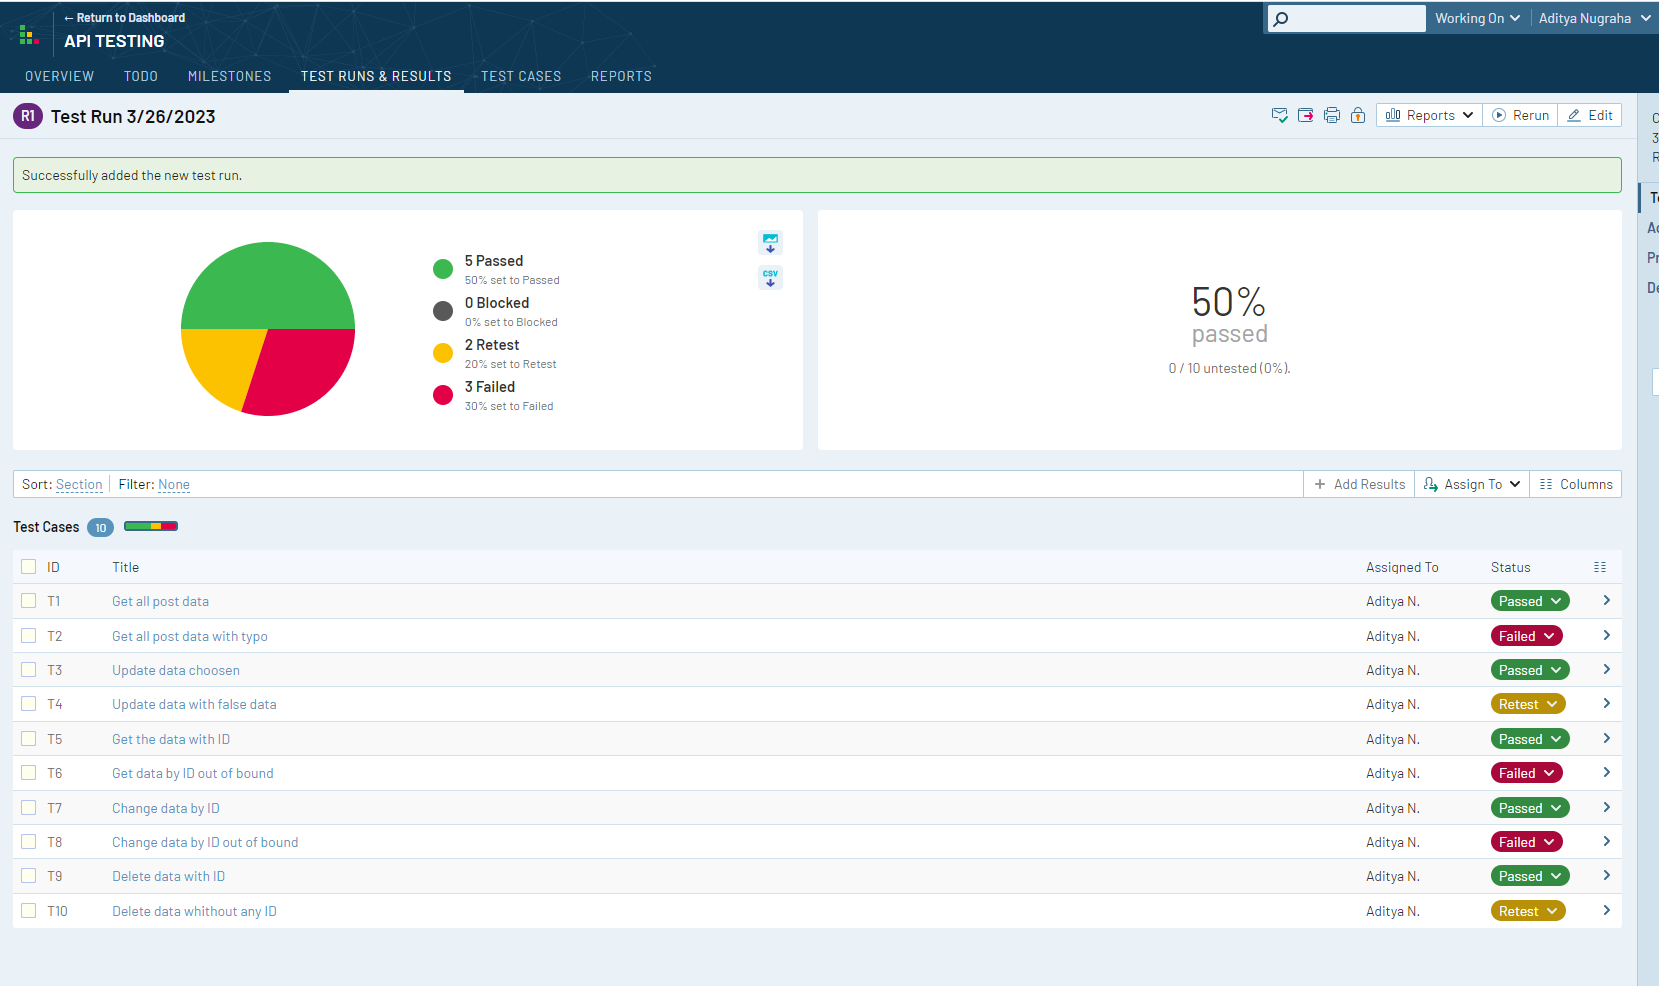 ← Return to Dashboard
API TESTING
Working On
Aditya Nugraha
OVERVIEW TODO MILESTONES TEST RUNS & RESULTS TEST CASES REPORTS
R1 Test Run 3/26/2023
Reports Rerun Edit
Successfully added the new test run.
5 Passed
50% set to Passed
0 Blocked
0% set to Blocked
2 Retest
20% set to Retest
3 Failed
30% set to Failed
CSV
50%
passed
0 / 10 untested (0%).
Sort: Section Filter: None
+ Add Results Assign To Columns
Test Cases 10
ID Title Assigned To Status
T1 Get all post data Aditya N. Passed
T2 Get all post data with typo Aditya N. Failed
T3 Update data choosen Aditya N. Passed
T4 Update data with false data Aditya N. Retest
T5 Get the data with ID Aditya N. Passed
T6 Get data by ID out of bound Aditya N. Failed
T7 Change data by ID Aditya N. Passed
T8 Change data by ID out of bound Aditya N. Failed
T9 Delete data with ID Aditya N. Passed
T10 Delete data whithout any ID Aditya N. Retest